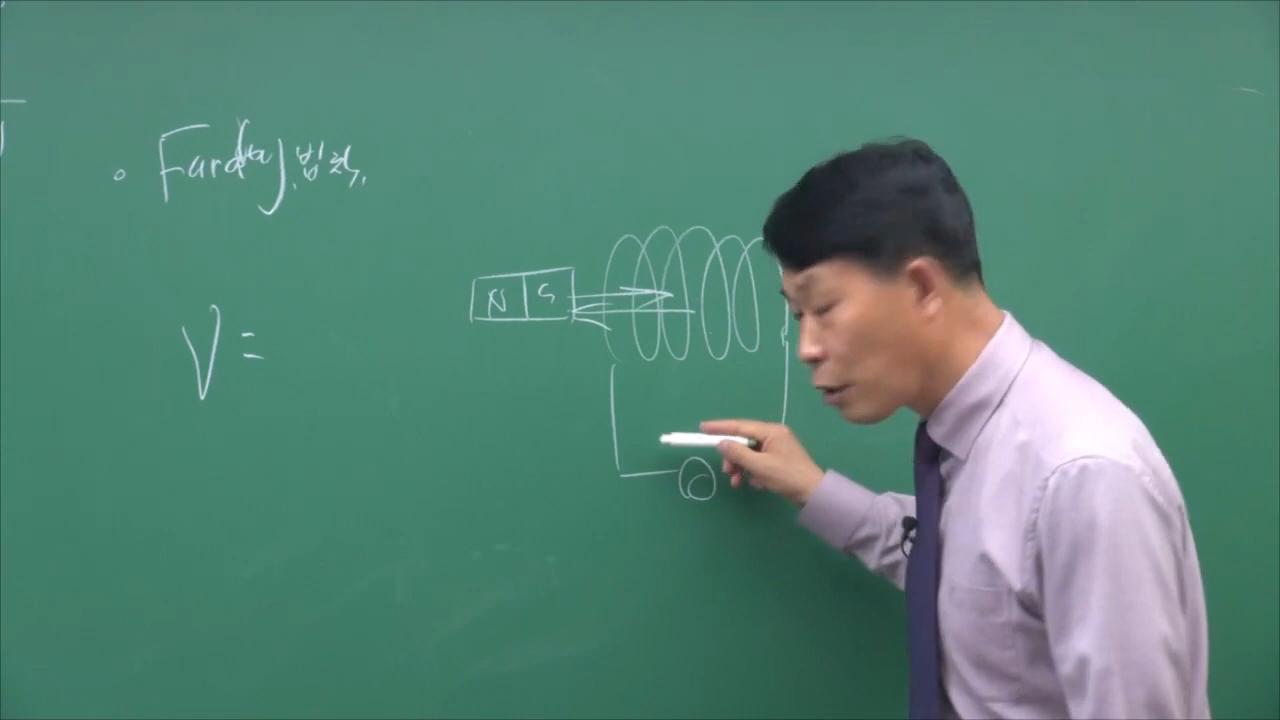 Faraday 법칙.
N S
V =